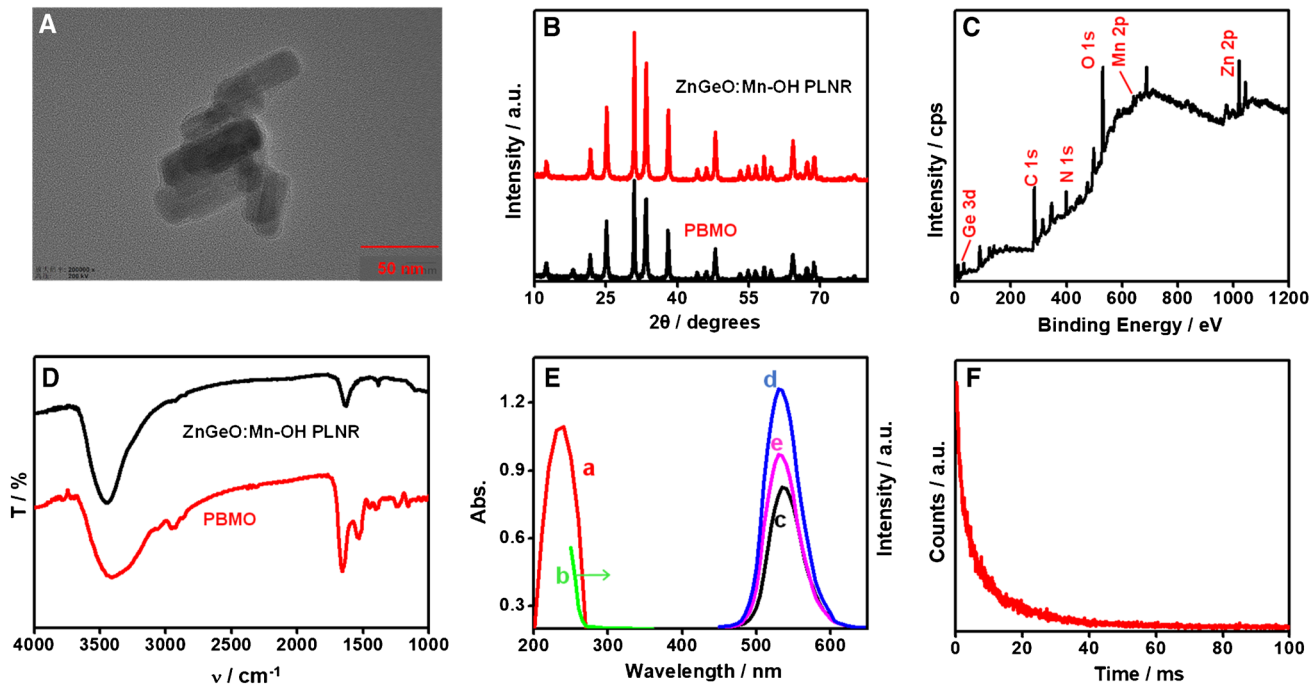 A
50 nm
B
ZnGeO:Mn-OH PLNR
PBMO
Intensity / a.u.
10 25 40 55 70
2θ / degrees
C
Ge 3d
C 1s
N 1s
O 1s
Mn 2p
Zn 2p
Intensity / cps
0 200 400 600 800 1000 1200
Binding Energy / eV
D
ZnGeO:Mn-OH PLNR
PBMO
T / %
4000 3500 3000 2500 2000 1500 1000
ν / cm-1
E
a
b
c
d
e
Abs.
1.2
0.9
0.6
0.3
Intensity / a.u.
200 300 400 500 600
Wavelength / nm
F
Counts / a.u.
0 20 40 60 80 100
Time / ms